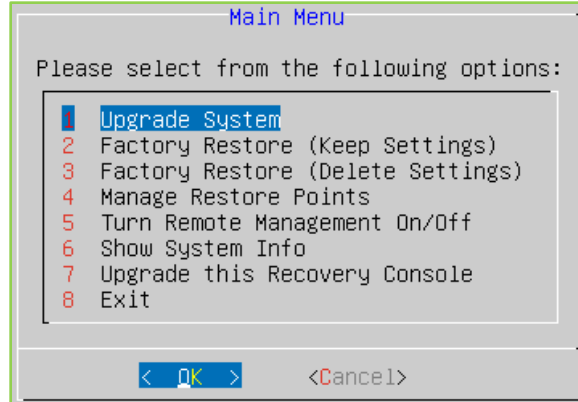 Main Menu
Please select from the following options:
1 Upgrade System
2 Factory Restore (Keep Settings)
3 Factory Restore (Delete Settings)
4 Manage Restore Points
5 Turn Remote Management On/Off
6 Show System Info
7 Upgrade this Recovery Console
8 Exit
< OK > <Cancel>